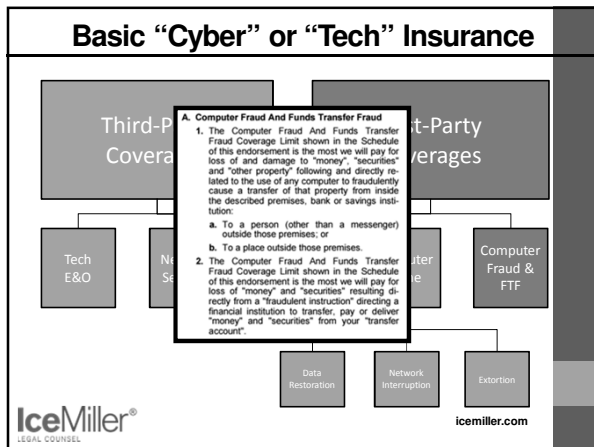 Basic “Cyber” or “Tech” Insurance
Third-P
Covera
st-Party
verages
A. Computer Fraud And Funds Transfer Fraud
1. The Computer Fraud And Funds Transfer
Fraud Coverage Limit shown in the Schedule
of this endorsement is the most we will pay for
loss of and damage to "money", "securities"
and "other property" following and directly re-
lated to the use of any computer to fraudulently
cause a transfer of that property from inside
the described premises, bank or savings insti-
tution:
a. To a person (other than a messenger)
outside those premises; or
b. To a place outside those premises.
2. The Computer Fraud And Funds Transfer
Fraud Coverage Limit shown in the Schedule
of this endorsement is the most we will pay for
loss of "money" and "securities" resulting di-
rectly from a "fraudulent instruction" directing a
financial institution to transfer, pay or deliver
"money" and "securities" from your "transfer
account".
Tech
E&O
Ne
Se
uter
ne
Computer
Fraud &
FTF
Data
Restoration
Network
Interruption
Extortion
IceMiller®
LEGAL COUNSEL
icemiller.com